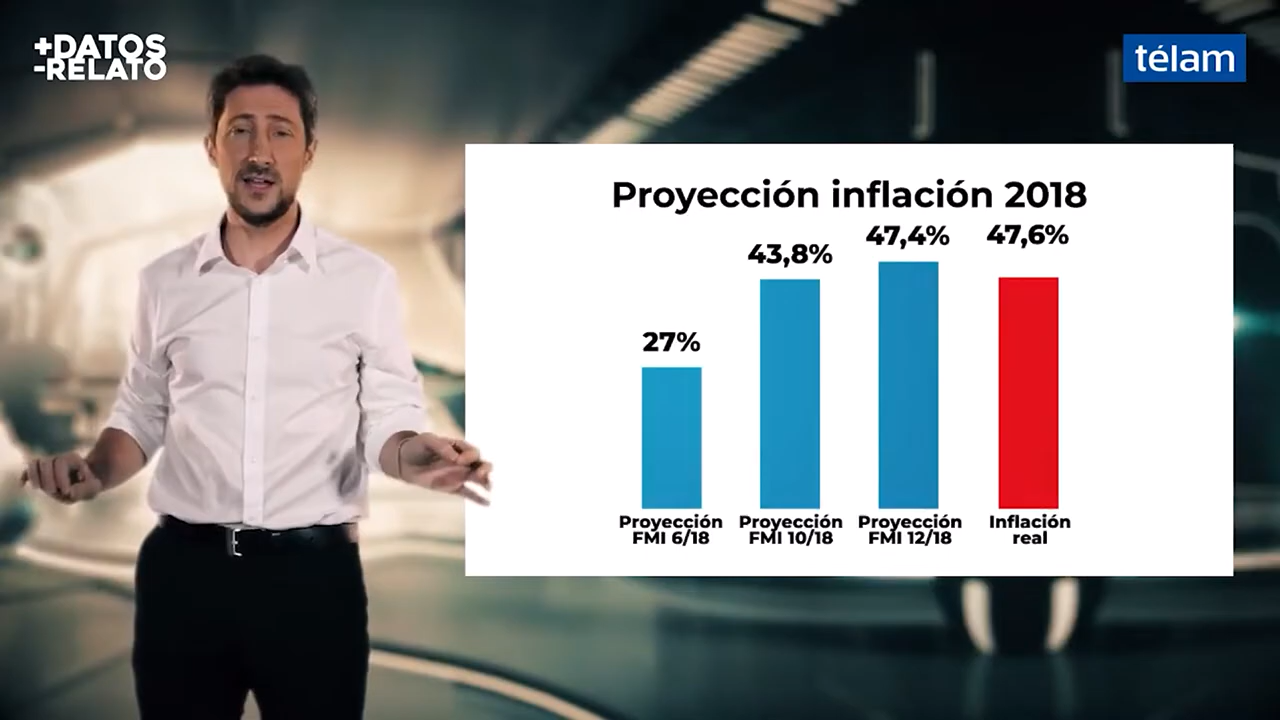 +DATOS
-RELATO
télam
Proyección inflación 2018
27%
43,8%
47,4%
47,6%
Proyección
FMI 6/18
Proyección
FMI 10/18
Proyección
FMI 12/18
Inflación
real